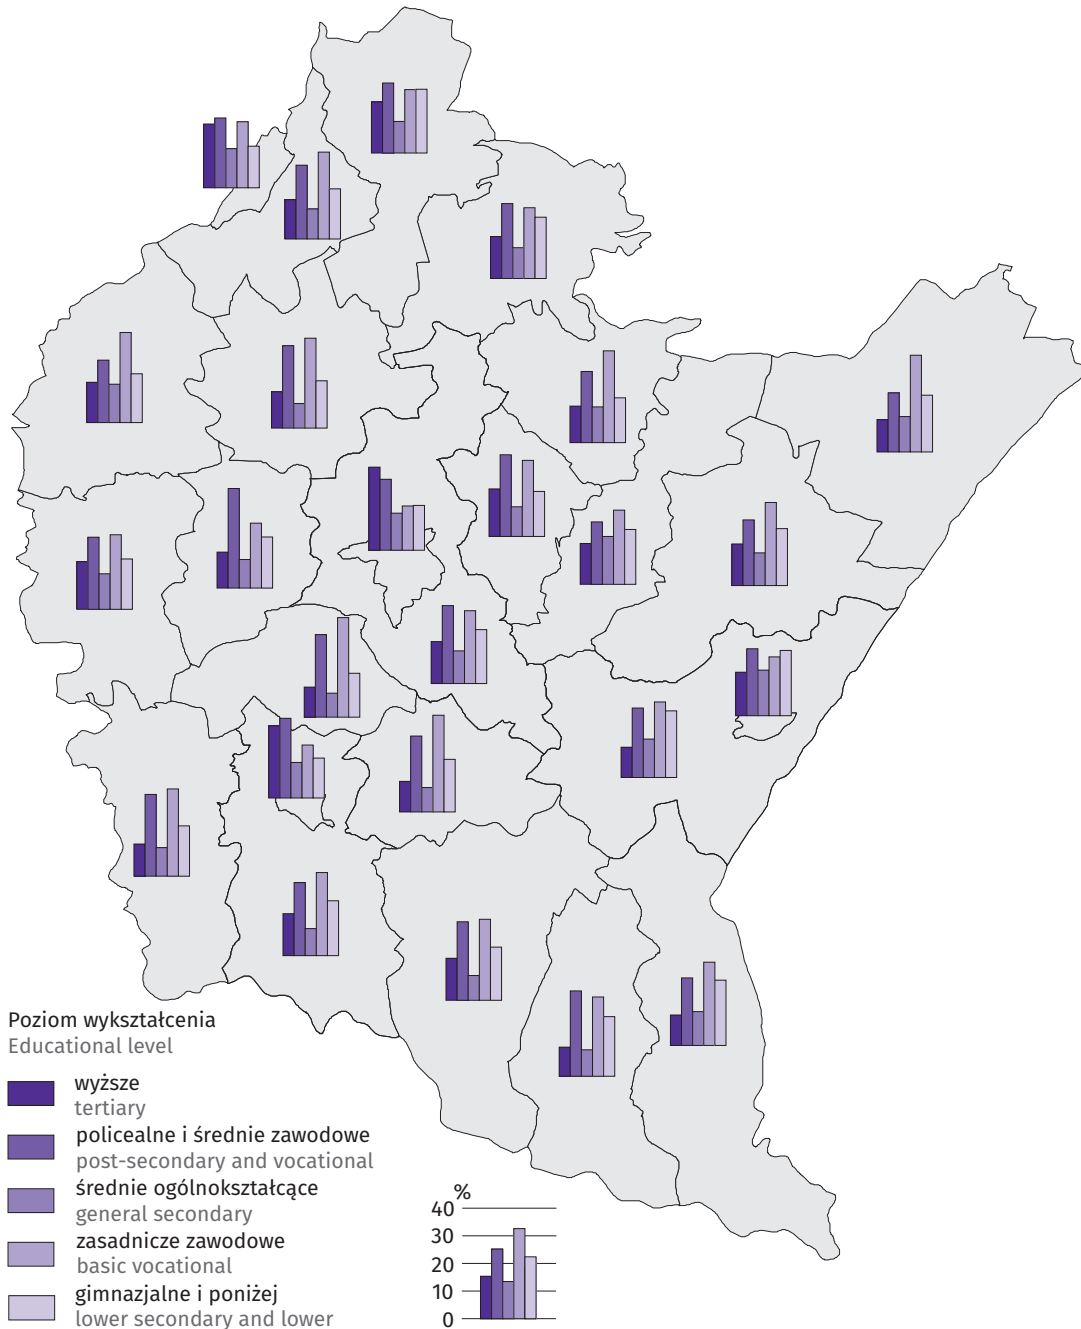 Poziom wykształcenia
Educational level
wyższe
tertiary
policealne i średnie zawodowe
post-secondary and vocational
średnie ogólnokształcące
general secondary
zasadnicze zawodowe
basic vocational
gimnazjalne i poniżej
lower secondary and lower
%
40
30
20
10
0